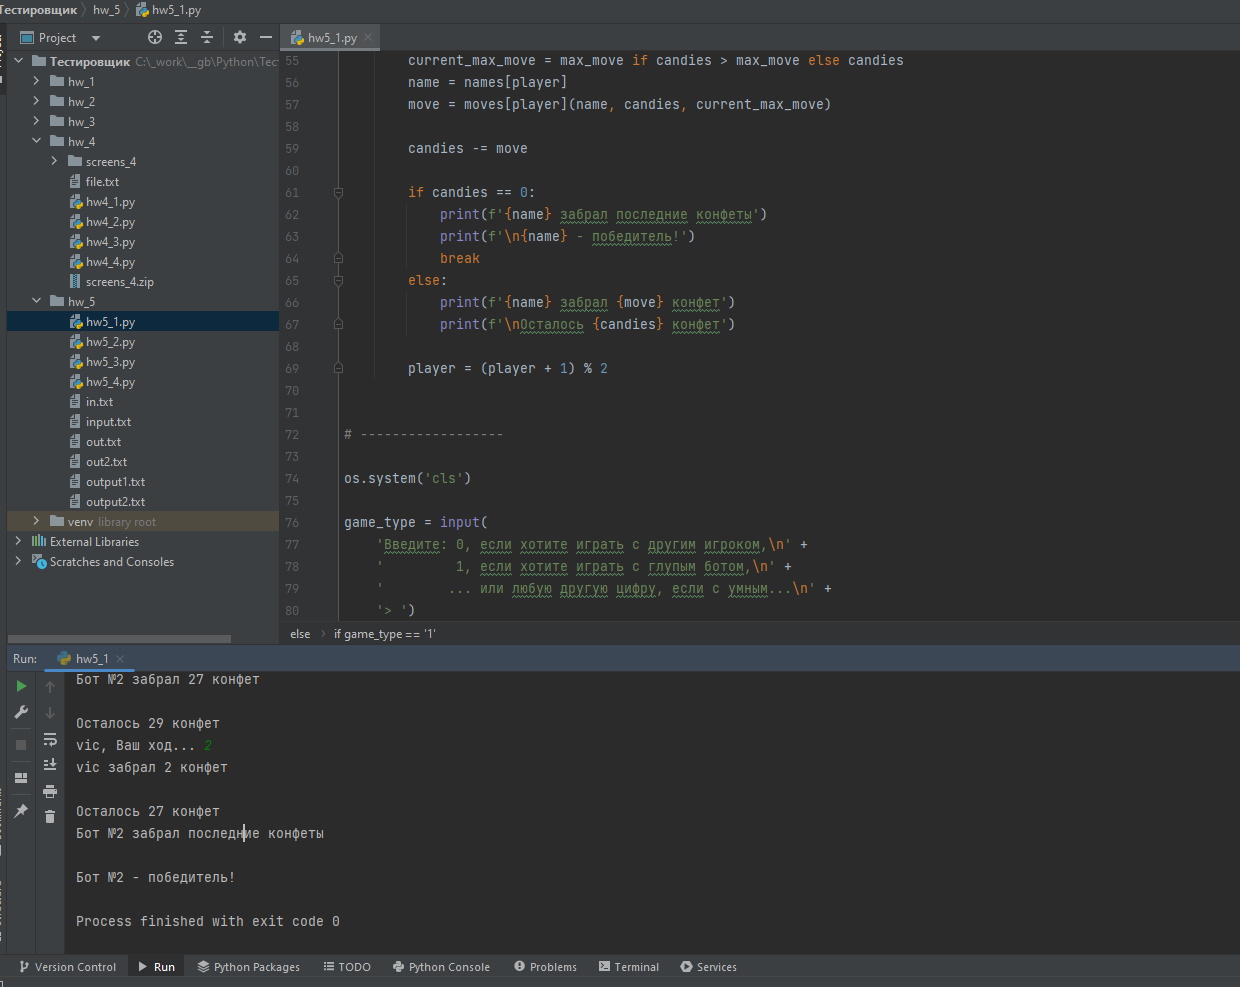 Тестировщик hw_5 hw5_1.py
Project
hw5_1.py
Тестировщик C:\_work\__gb\Python\Тес
hw_1
hw_2
hw_3
hw_4
screens_4
file.txt
hw4_1.py
hw4_2.py
hw4_3.py
hw4_4.py
screens_4.zip
hw_5
hw5_1.py
hw5_2.py
hw5_3.py
hw5_4.py
in.txt
input.txt
out.txt
out2.txt
output1.txt
output2.txt
venv library root
External Libraries
Scratches and Consoles
55 current_max_move = max_move if candies > max_move else candies
56 name = names[player]
57 move = moves[player](name, candies, current_max_move)
58
59 candies -= move
60
61 if candies == 0:
62 print(f'{name} забрал последние конфеты')
63 print(f'\n{name} - победитель!')
64 break
65 else:
66 print(f'{name} забрал {move} конфет')
67 print(f'\nОсталось {candies} конфет')
68
69 player = (player + 1) % 2
70
71
72 # ------------------
73
74 os.system('cls')
75
76 game_type = input(
77 'Введите: 0, если хотите играть с другим игроком,\n' +
78 '         1, если хотите играть с глупым ботом,\n' +
79 '        ... или любую другую цифру, если с умным...\n' +
80 '> ')
else if game_type == '1'
Run: hw5_1
Бот №2 забрал 27 конфет
Осталось 29 конфет
vic, Ваш ход... 2
vic забрал 2 конфет
Осталось 27 конфет
Бот №2 забрал последние конфеты
Бот №2 - победитель!
Process finished with exit code 0
Version Control Run Python Packages TODO Python Console Problems Terminal Services